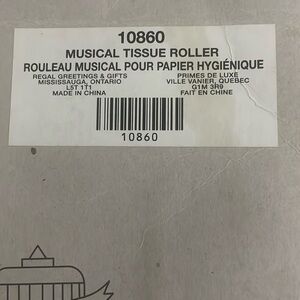 10860
MUSICAL TISSUE ROLLER
ROULEAU MUSICAL POUR PAPIER HYGIÉNIQUE
REGAL GREETINGS & GIFTS
MISSISSAUGA, ONTARIO
L5T 1T1
MADE IN CHINA
PRIMES DE LUXE
VILLE VANIER, QUEBEC
G1M 3R9
FAIT EN CHINE
10860